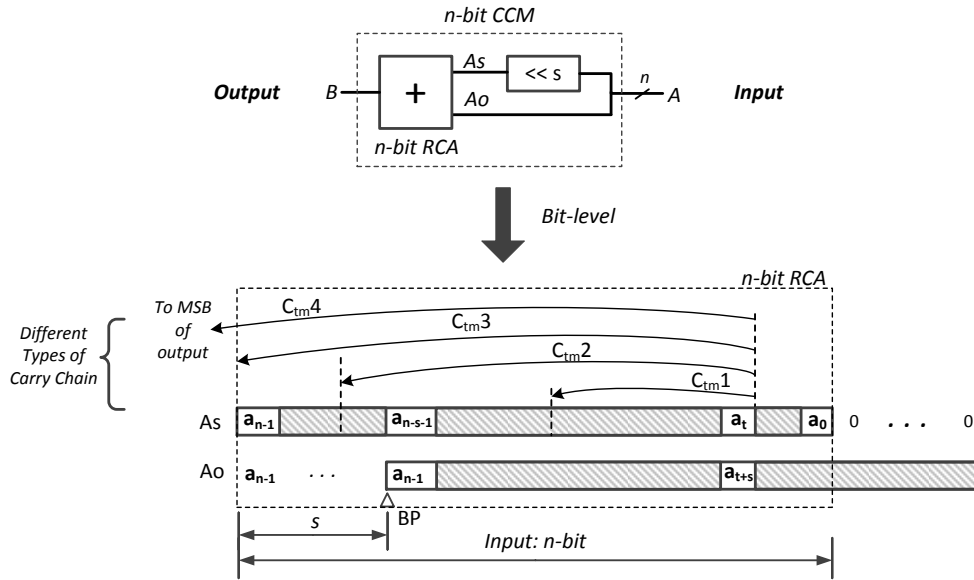 n-bit CCM
Output
B
+
As
Ao
<< s
n
A
Input
n-bit RCA
Bit-level
n-bit RCA
Different
Types of
Carry Chain
To MSB
of
output
Ctm4
Ctm3
Ctm2
Ctm1
As
an-1
an-s-1
at
a0
0 . . . 0
Ao
an-1
. . .
an-1
at+s
BP
s
Input: n-bit